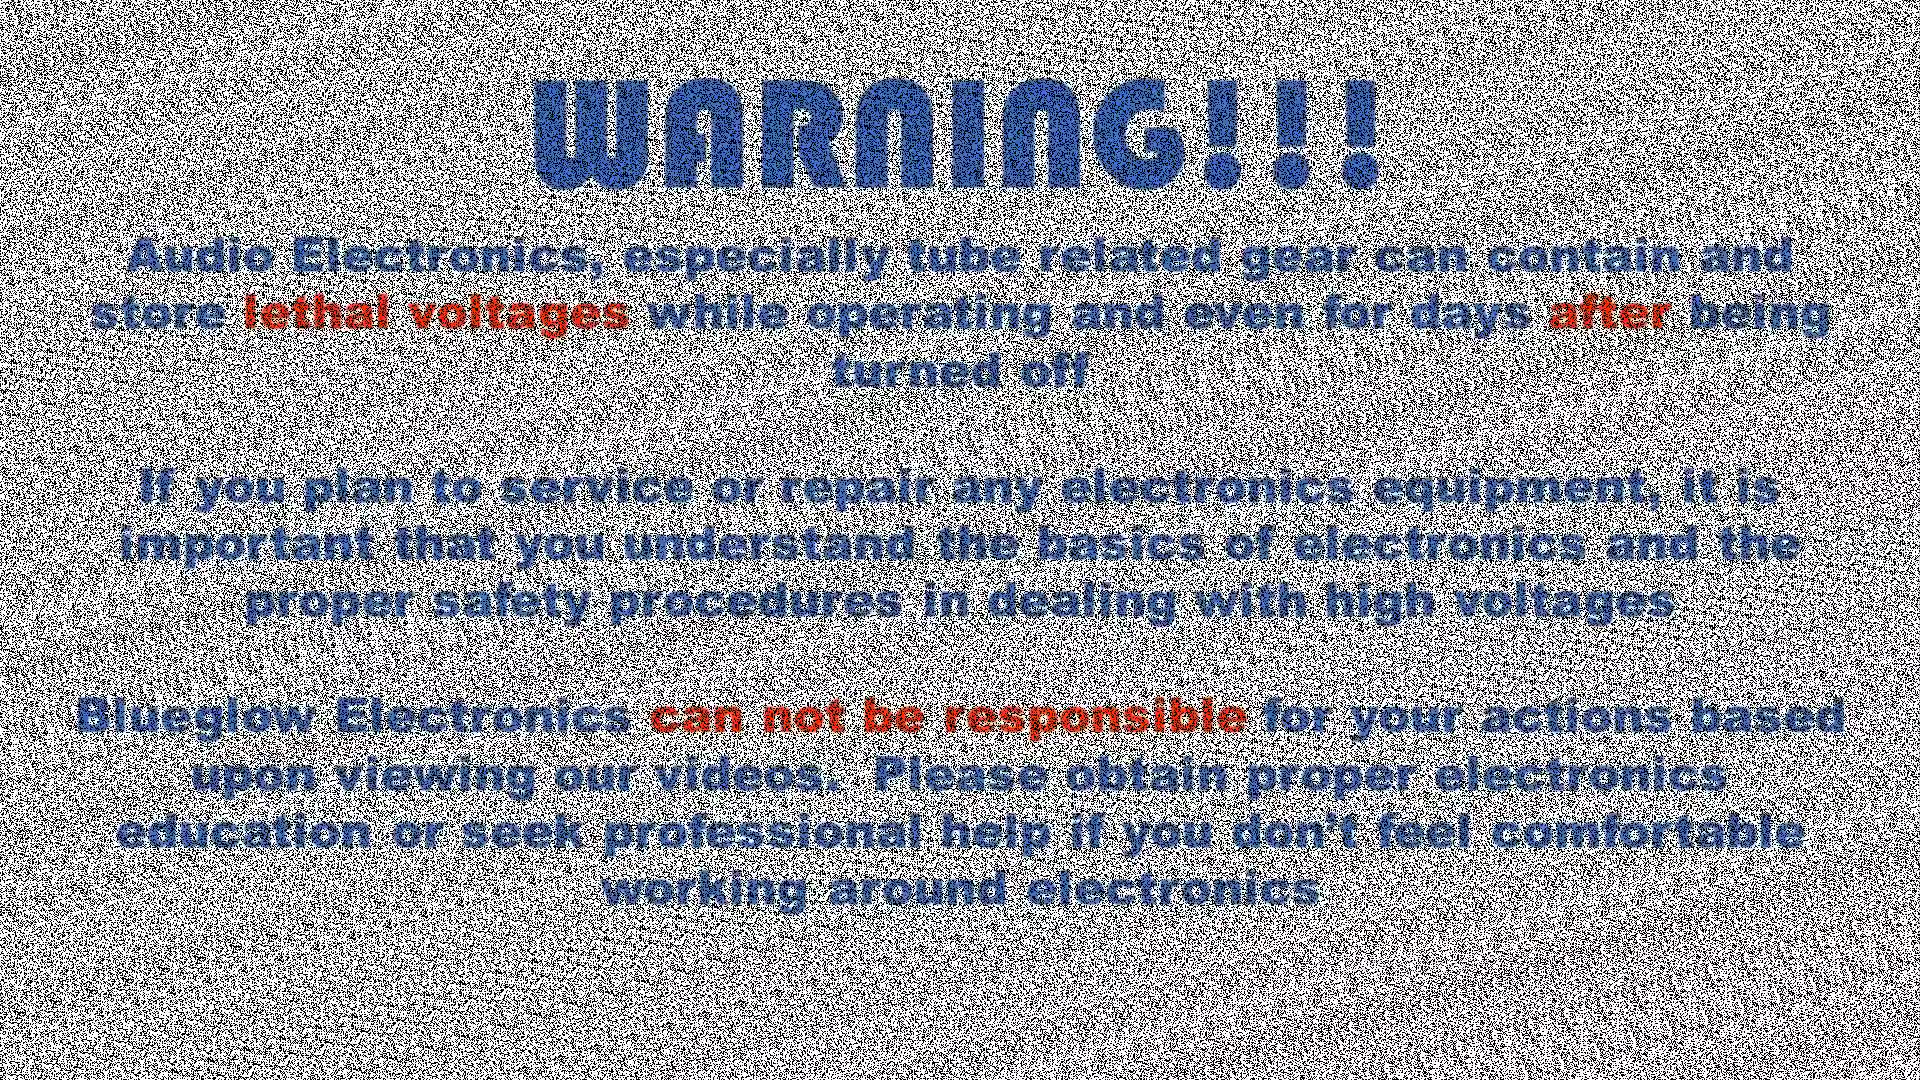 WARNING!!!
Audio Electronics, especially tube related gear can contain and
store lethal voltages while operating and even for days after being
turned off
If you plan to service or repair any electronics equipment, it is
important that you understand the basics of electronics and the
proper safety procedures in dealing with high voltages
Blueglow Electronics can not be responsible for your actions based
upon viewing our videos.  Please obtain proper electronics
education or seek professional help if you don't feel comfortable
working around electronics